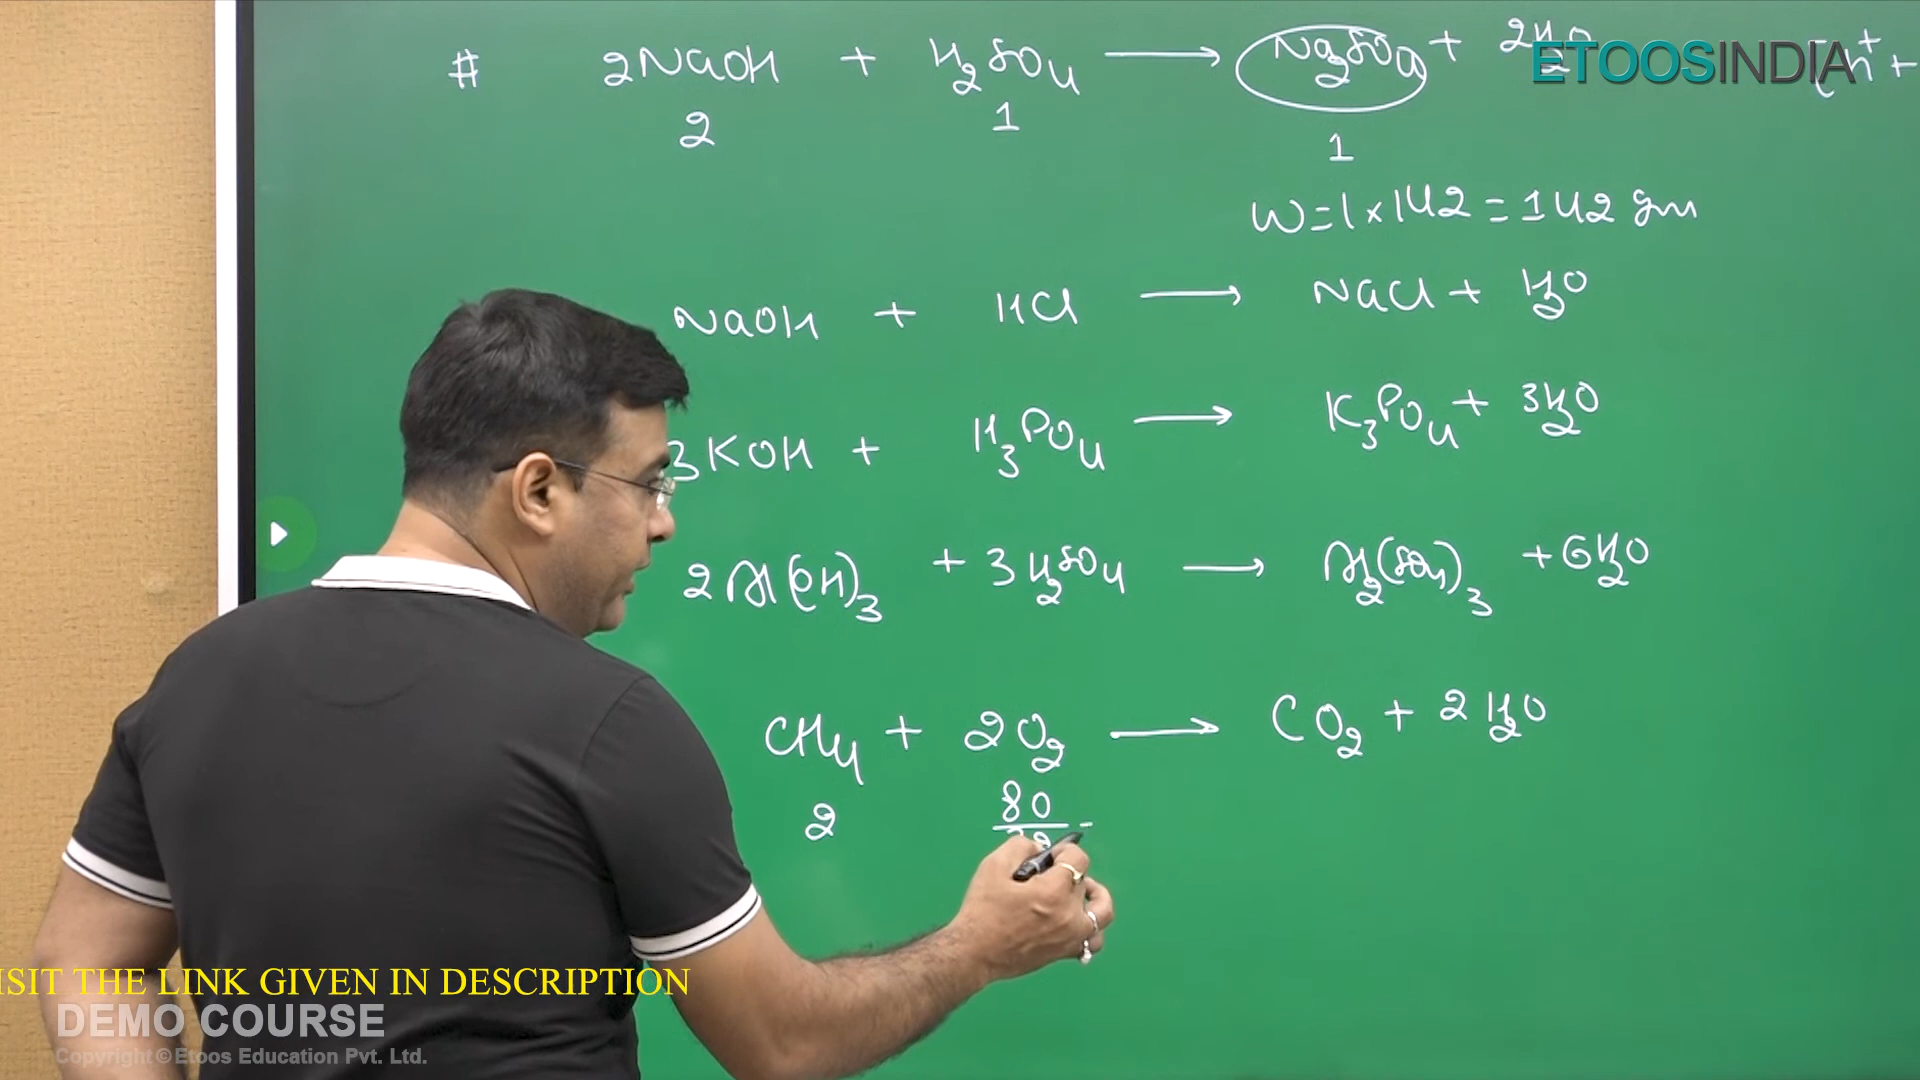 # 2NaOH + H2SO4 → Na2SO4 + 2H2O
ETOOSINDIA
2 1 1
W = 1 × 142 = 142 gm
NaOH + HCl → NaCl + H2O
3KOH + H3PO4 → K3PO4 + 3H2O
2Al(OH)3 + 3H2SO4 → Al2(SO4)3 + 6H2O
CH4 + 2O2 → CO2 + 2H2O
2 80
THE LINK GIVEN IN DESCRIPTION
DEMO COURSE
Copyright © Etoos Education Pvt. Ltd.